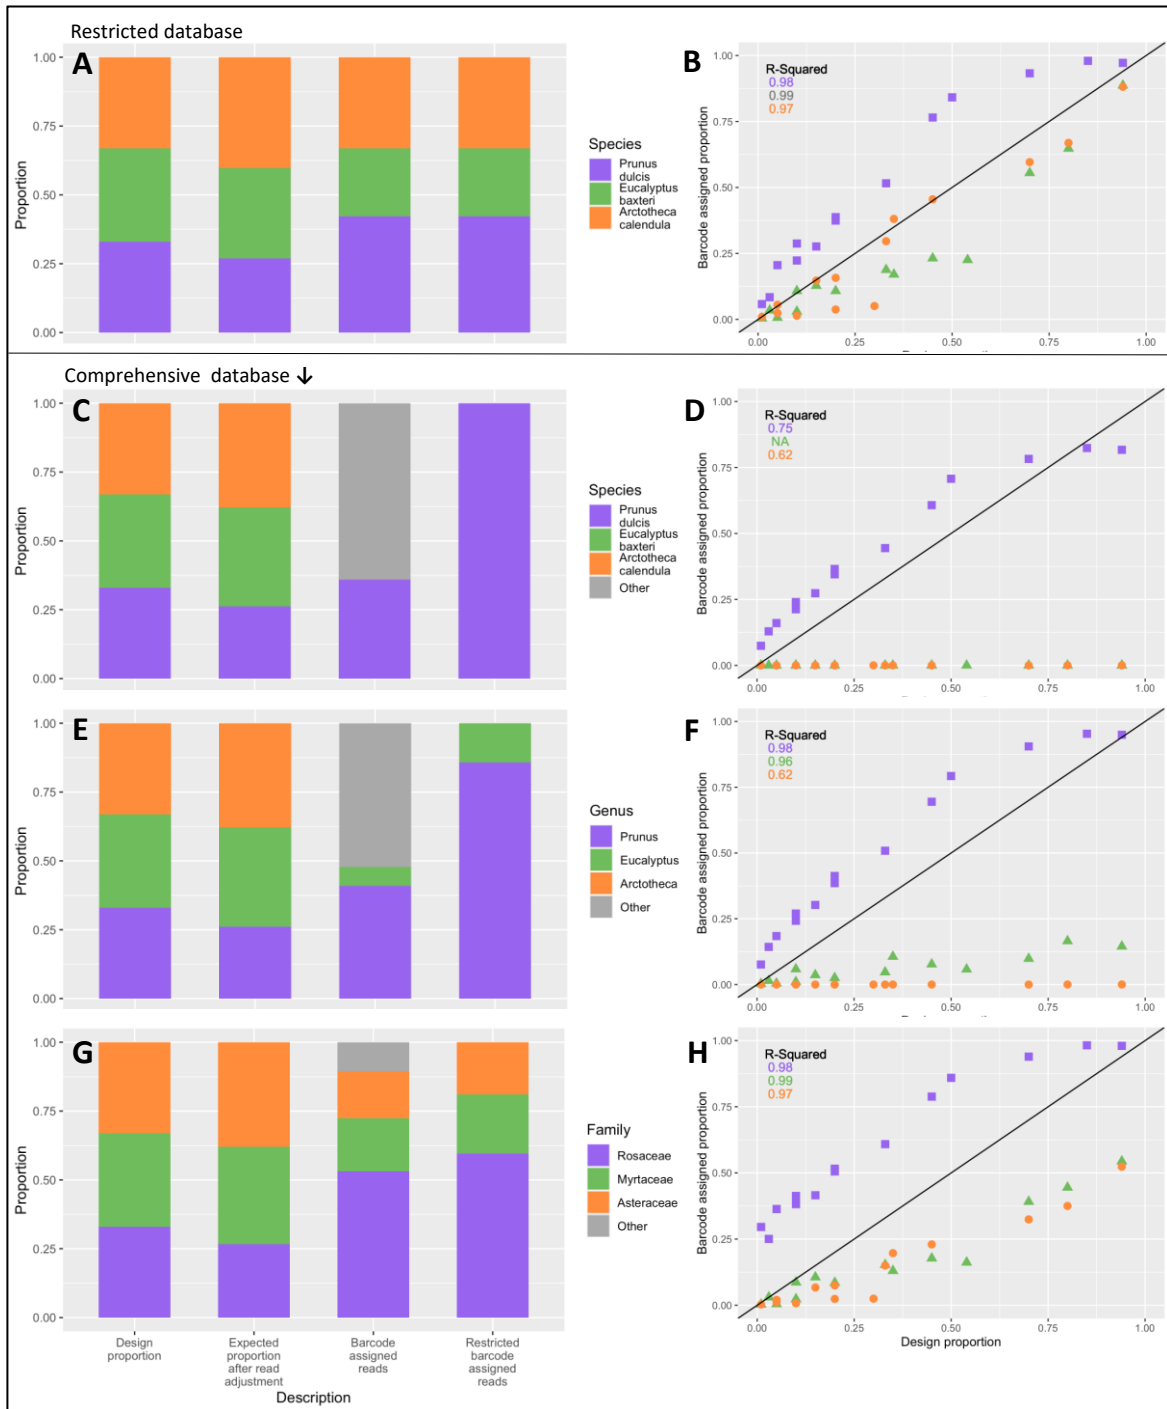 Restricted database
A
1.00
0.75
0.50
0.25
0.00
Proportion
Species
Prunus
dulcis
Eucalyptus
baxteri
Arctotheca
calendula
B
R-Squared
0.98
0.99
0.97
1.00
0.75
0.50
0.25
0.00
Barcode assigned proportion
0.00
0.25
0.50
0.75
1.00
Design proportion
Comprehensive database ↓
C
1.00
0.75
0.50
0.25
0.00
Proportion
Species
Prunus
dulcis
Eucalyptus
baxteri
Arctotheca
calendula
Other
D
R-Squared
0.75
NA
0.62
1.00
0.75
0.50
0.25
0.00
Barcode assigned proportion
0.00
0.25
0.50
0.75
1.00
Design proportion
E
1.00
0.75
0.50
0.25
0.00
Proportion
Genus
Prunus
Eucalyptus
Arctotheca
Other
F
R-Squared
0.98
0.96
0.62
1.00
0.75
0.50
0.25
0.00
Barcode assigned proportion
0.00
0.25
0.50
0.75
1.00
Design proportion
G
1.00
0.75
0.50
0.25
0.00
Proportion
Design
proportion
Expected
proportion
after read
adjustment
Barcode
assigned
reads
Restricted
barcode
assigned
reads
Description
Family
Rosaceae
Myrtaceae
Asteraceae
Other
H
R-Squared
0.98
0.99
0.97
1.00
0.75
0.50
0.25
0.00
Barcode assigned proportion
0.00
0.25
0.50
0.75
1.00
Design proportion